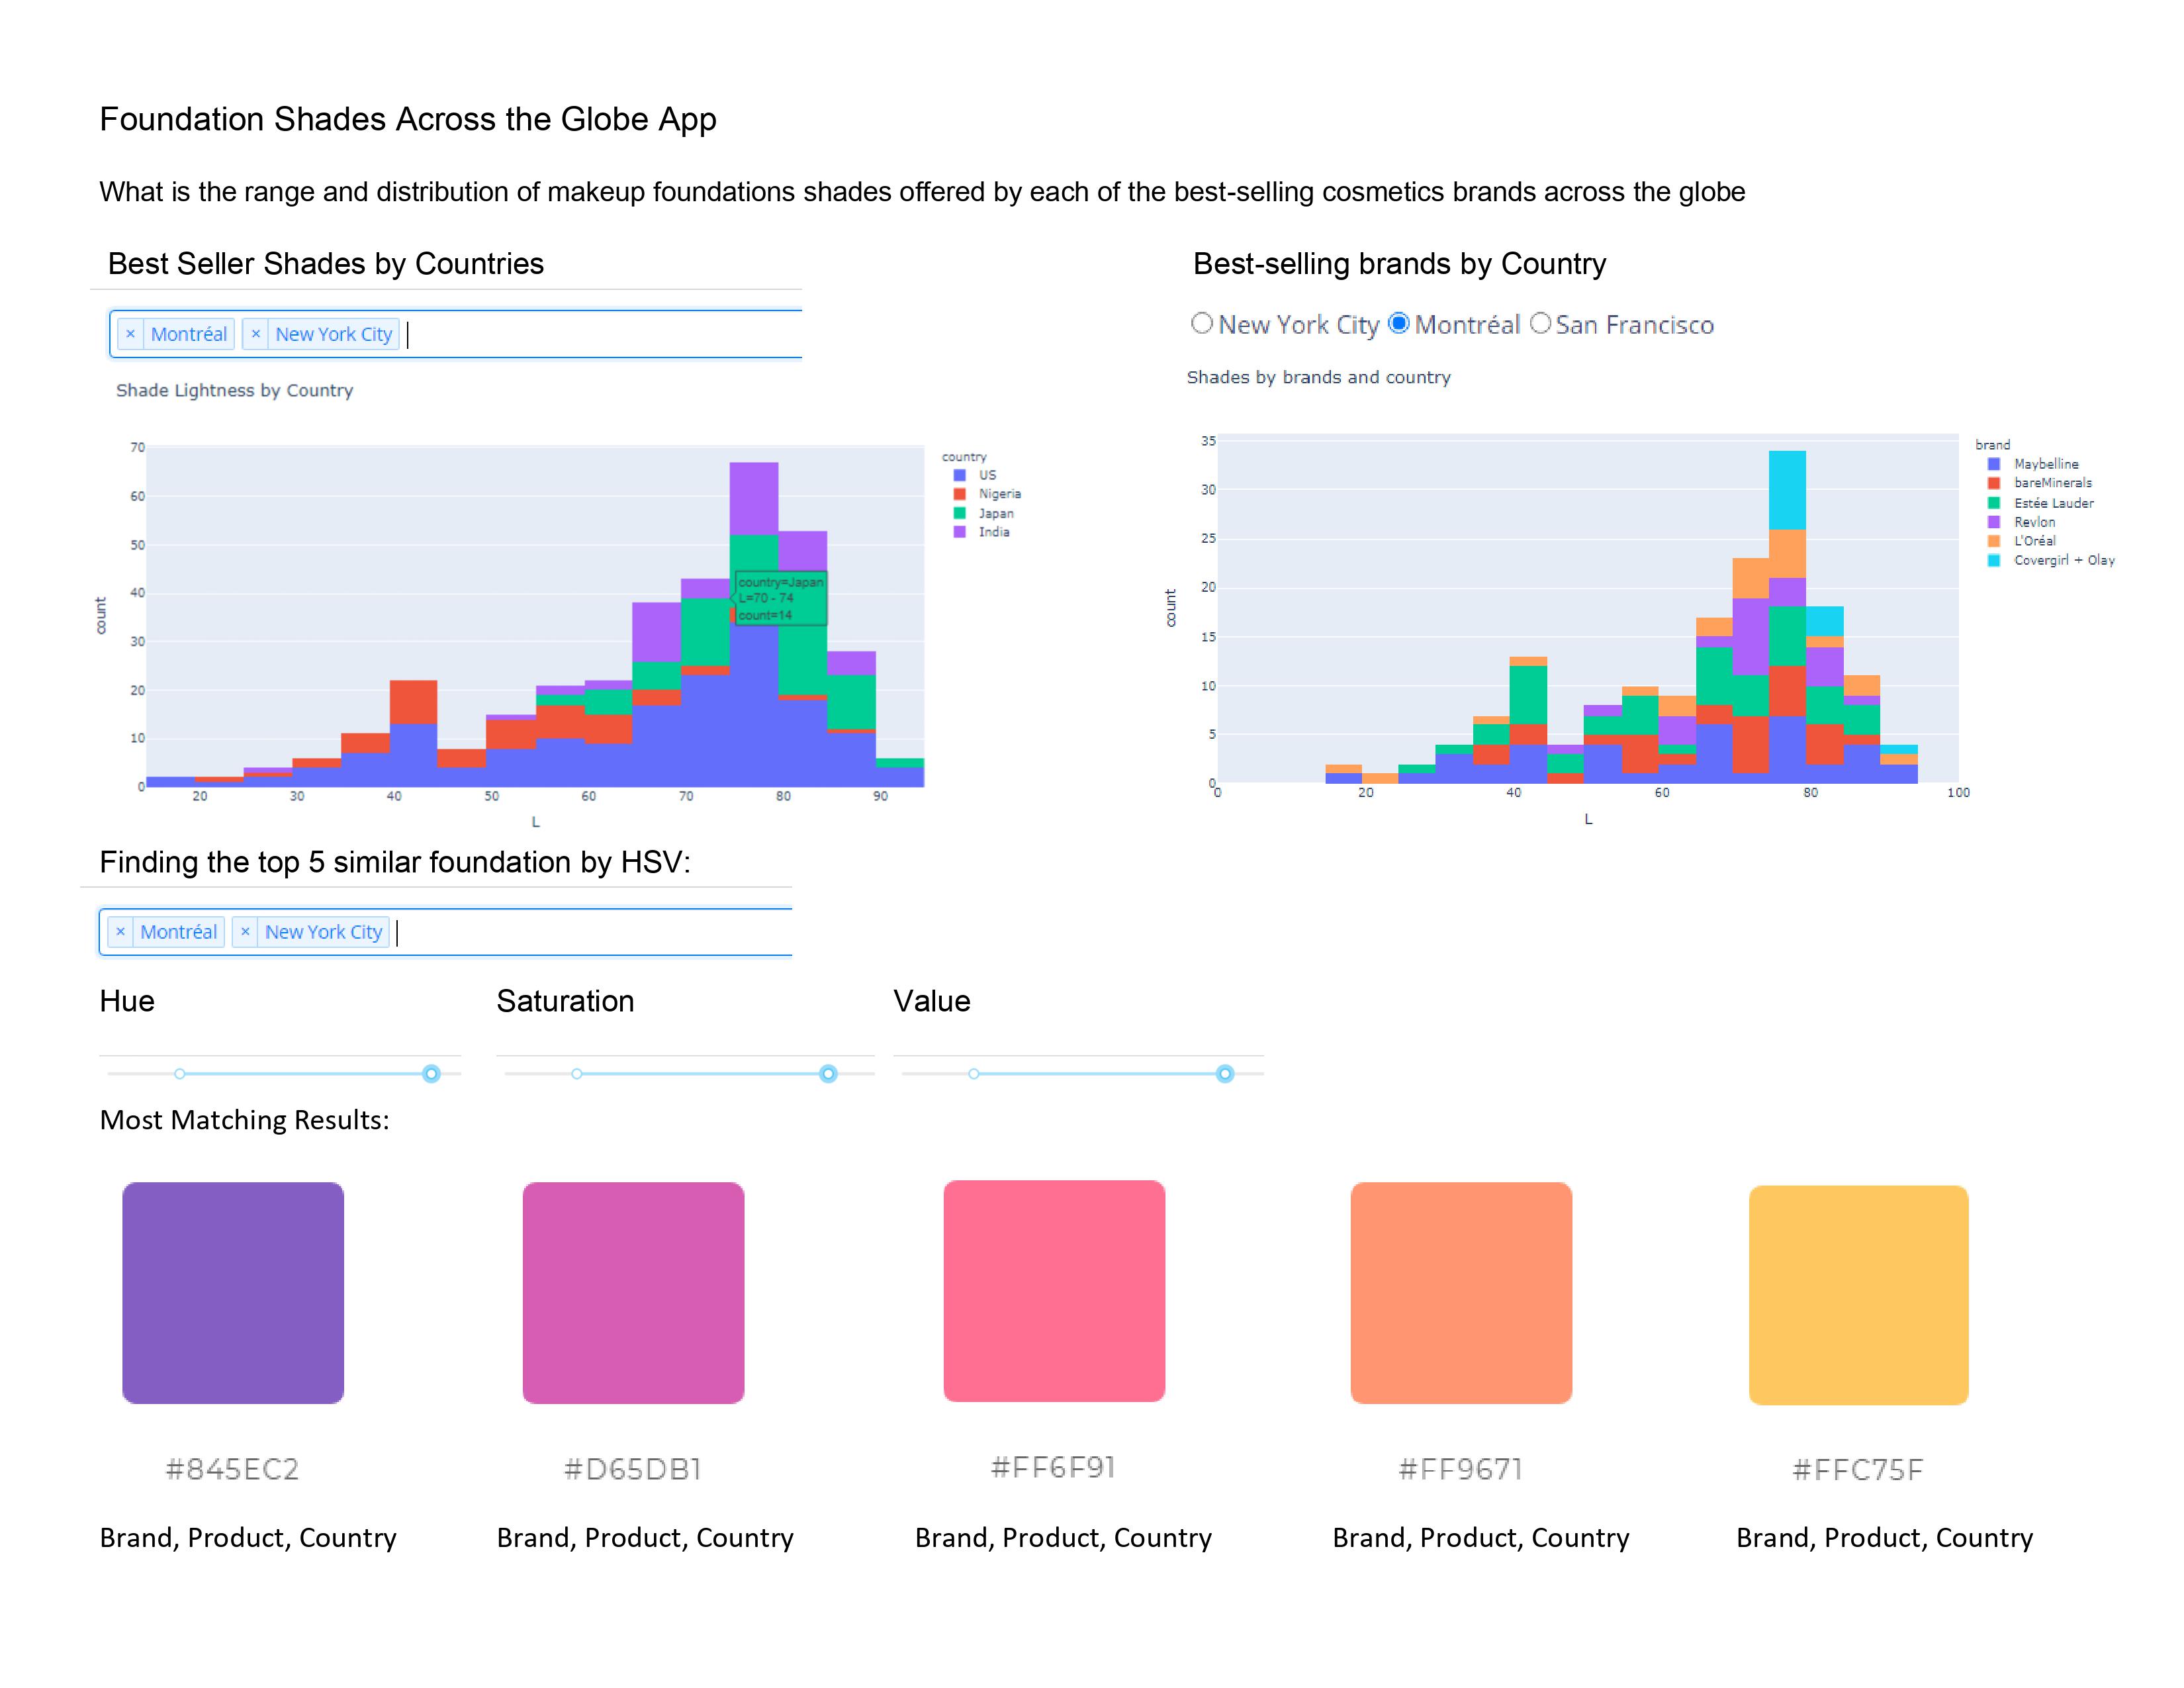 Foundation Shades Across the Globe App
What is the range and distribution of makeup foundations shades offered by each of the best-selling cosmetics brands across the globe
Best Seller Shades by Countries
× Montréal × New York City
Shade Lightness by Country
70
60
50
40
30
20
10
0
count
20 30 40 50 60 70 80 90
L
country
US
Nigeria
Japan
India
country=Japan
L=70 - 74
count=14
Best-selling brands by Country
New York City Montréal San Francisco
Shades by brands and country
35
30
25
20
15
10
5
0
count
0 20 40 60 80 100
L
brand
Maybelline
bareMinerals
Estée Lauder
Revlon
L'Oréal
Covergirl + Olay
Finding the top 5 similar foundation by HSV:
× Montréal × New York City
Hue Saturation Value
Most Matching Results:
#845EC2 #D65DB1 #FF6F91 #FF9671 #FFC75F
Brand, Product, Country Brand, Product, Country Brand, Product, Country Brand, Product, Country Brand, Product, Country